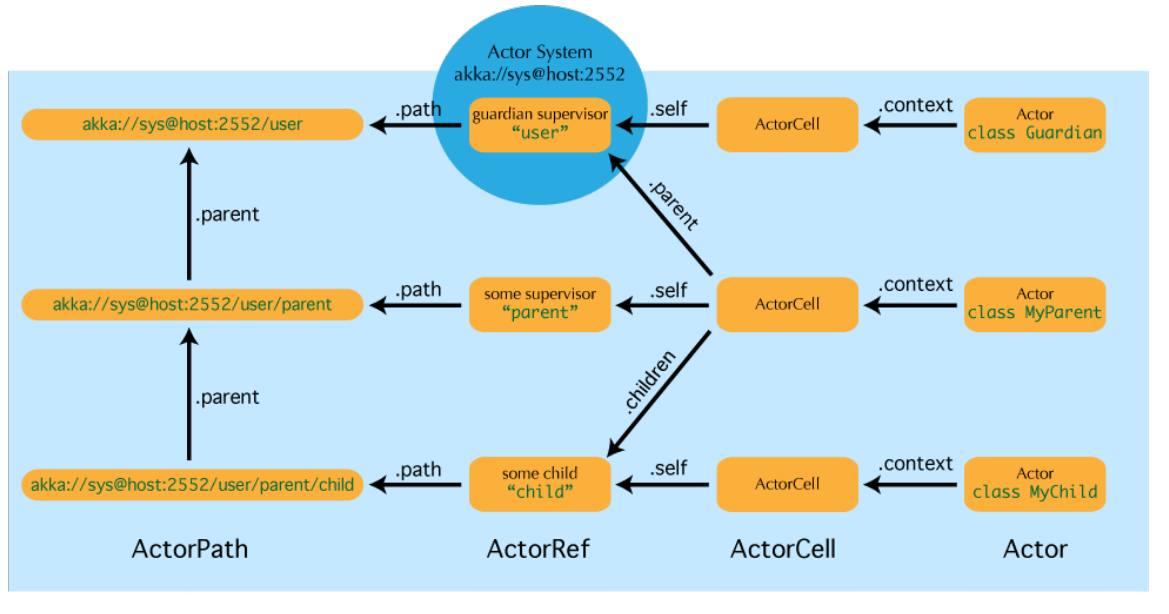 Actor System
akka://sys@host:2552
akka://sys@host:2552/user
.path
guardian supervisor
“user”
.self
ActorCell
.context
Actor
class Guardian
.parent
.parent
akka://sys@host:2552/user/parent
.path
some supervisor
“parent”
.self
ActorCell
.context
Actor
class MyParent
.parent
.children
akka://sys@host:2552/user/parent/child
.path
some child
“child”
.self
ActorCell
.context
Actor
class MyChild
ActorPath
ActorRef
ActorCell
Actor